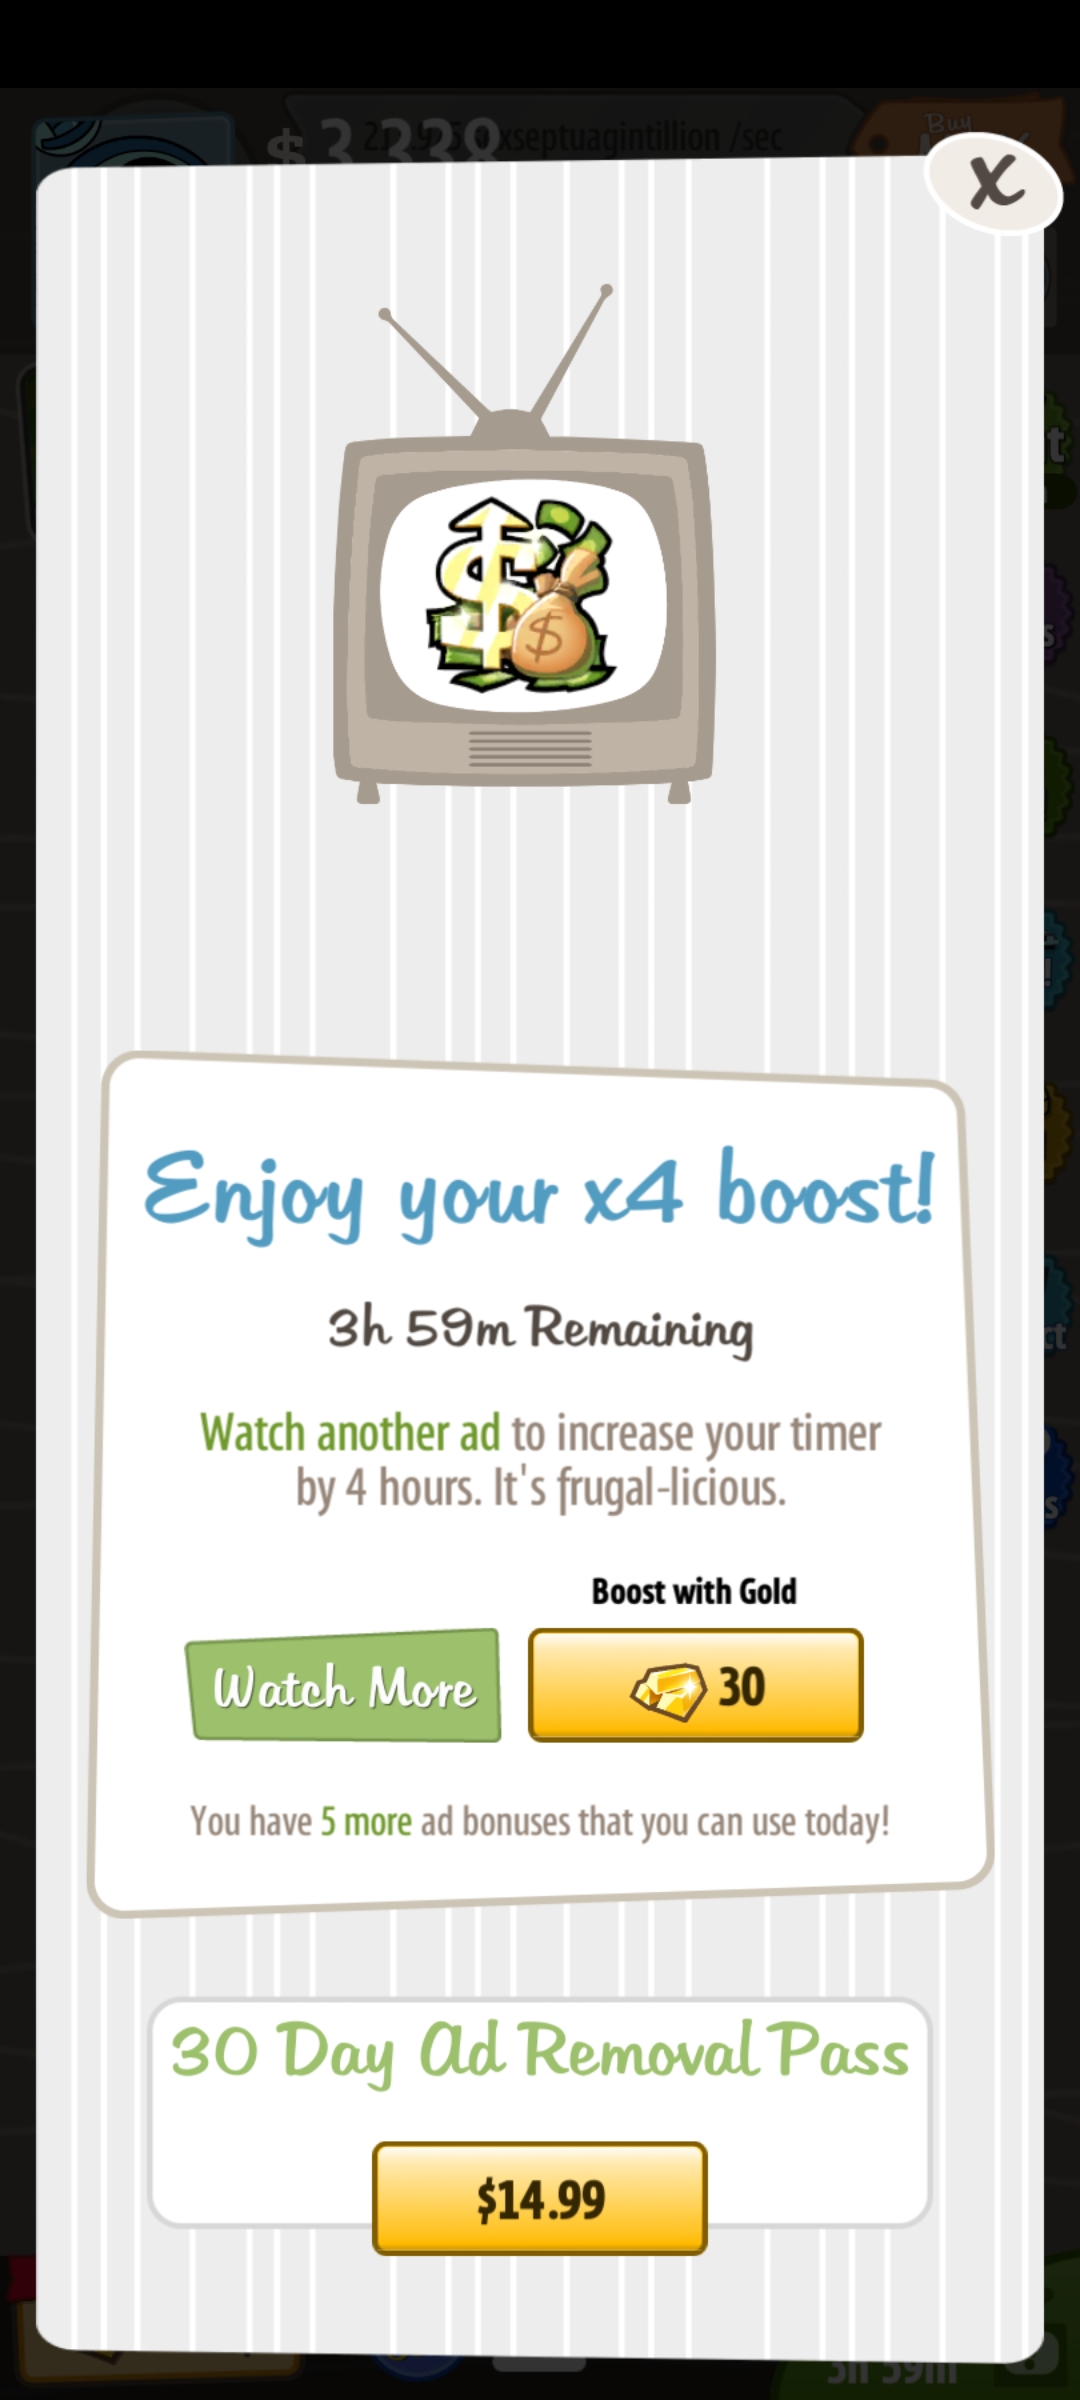 $ 3.338
/sec
Buy
X
$
Enjoy your x4 boost!
3h 59m Remaining
Watch another ad to increase your timer
by 4 hours. It's frugal-licious.
Boost with Gold
Watch More
30
You have 5 more ad bonuses that you can use today!
30 Day Ad Removal Pass
$14.99
3h 59m